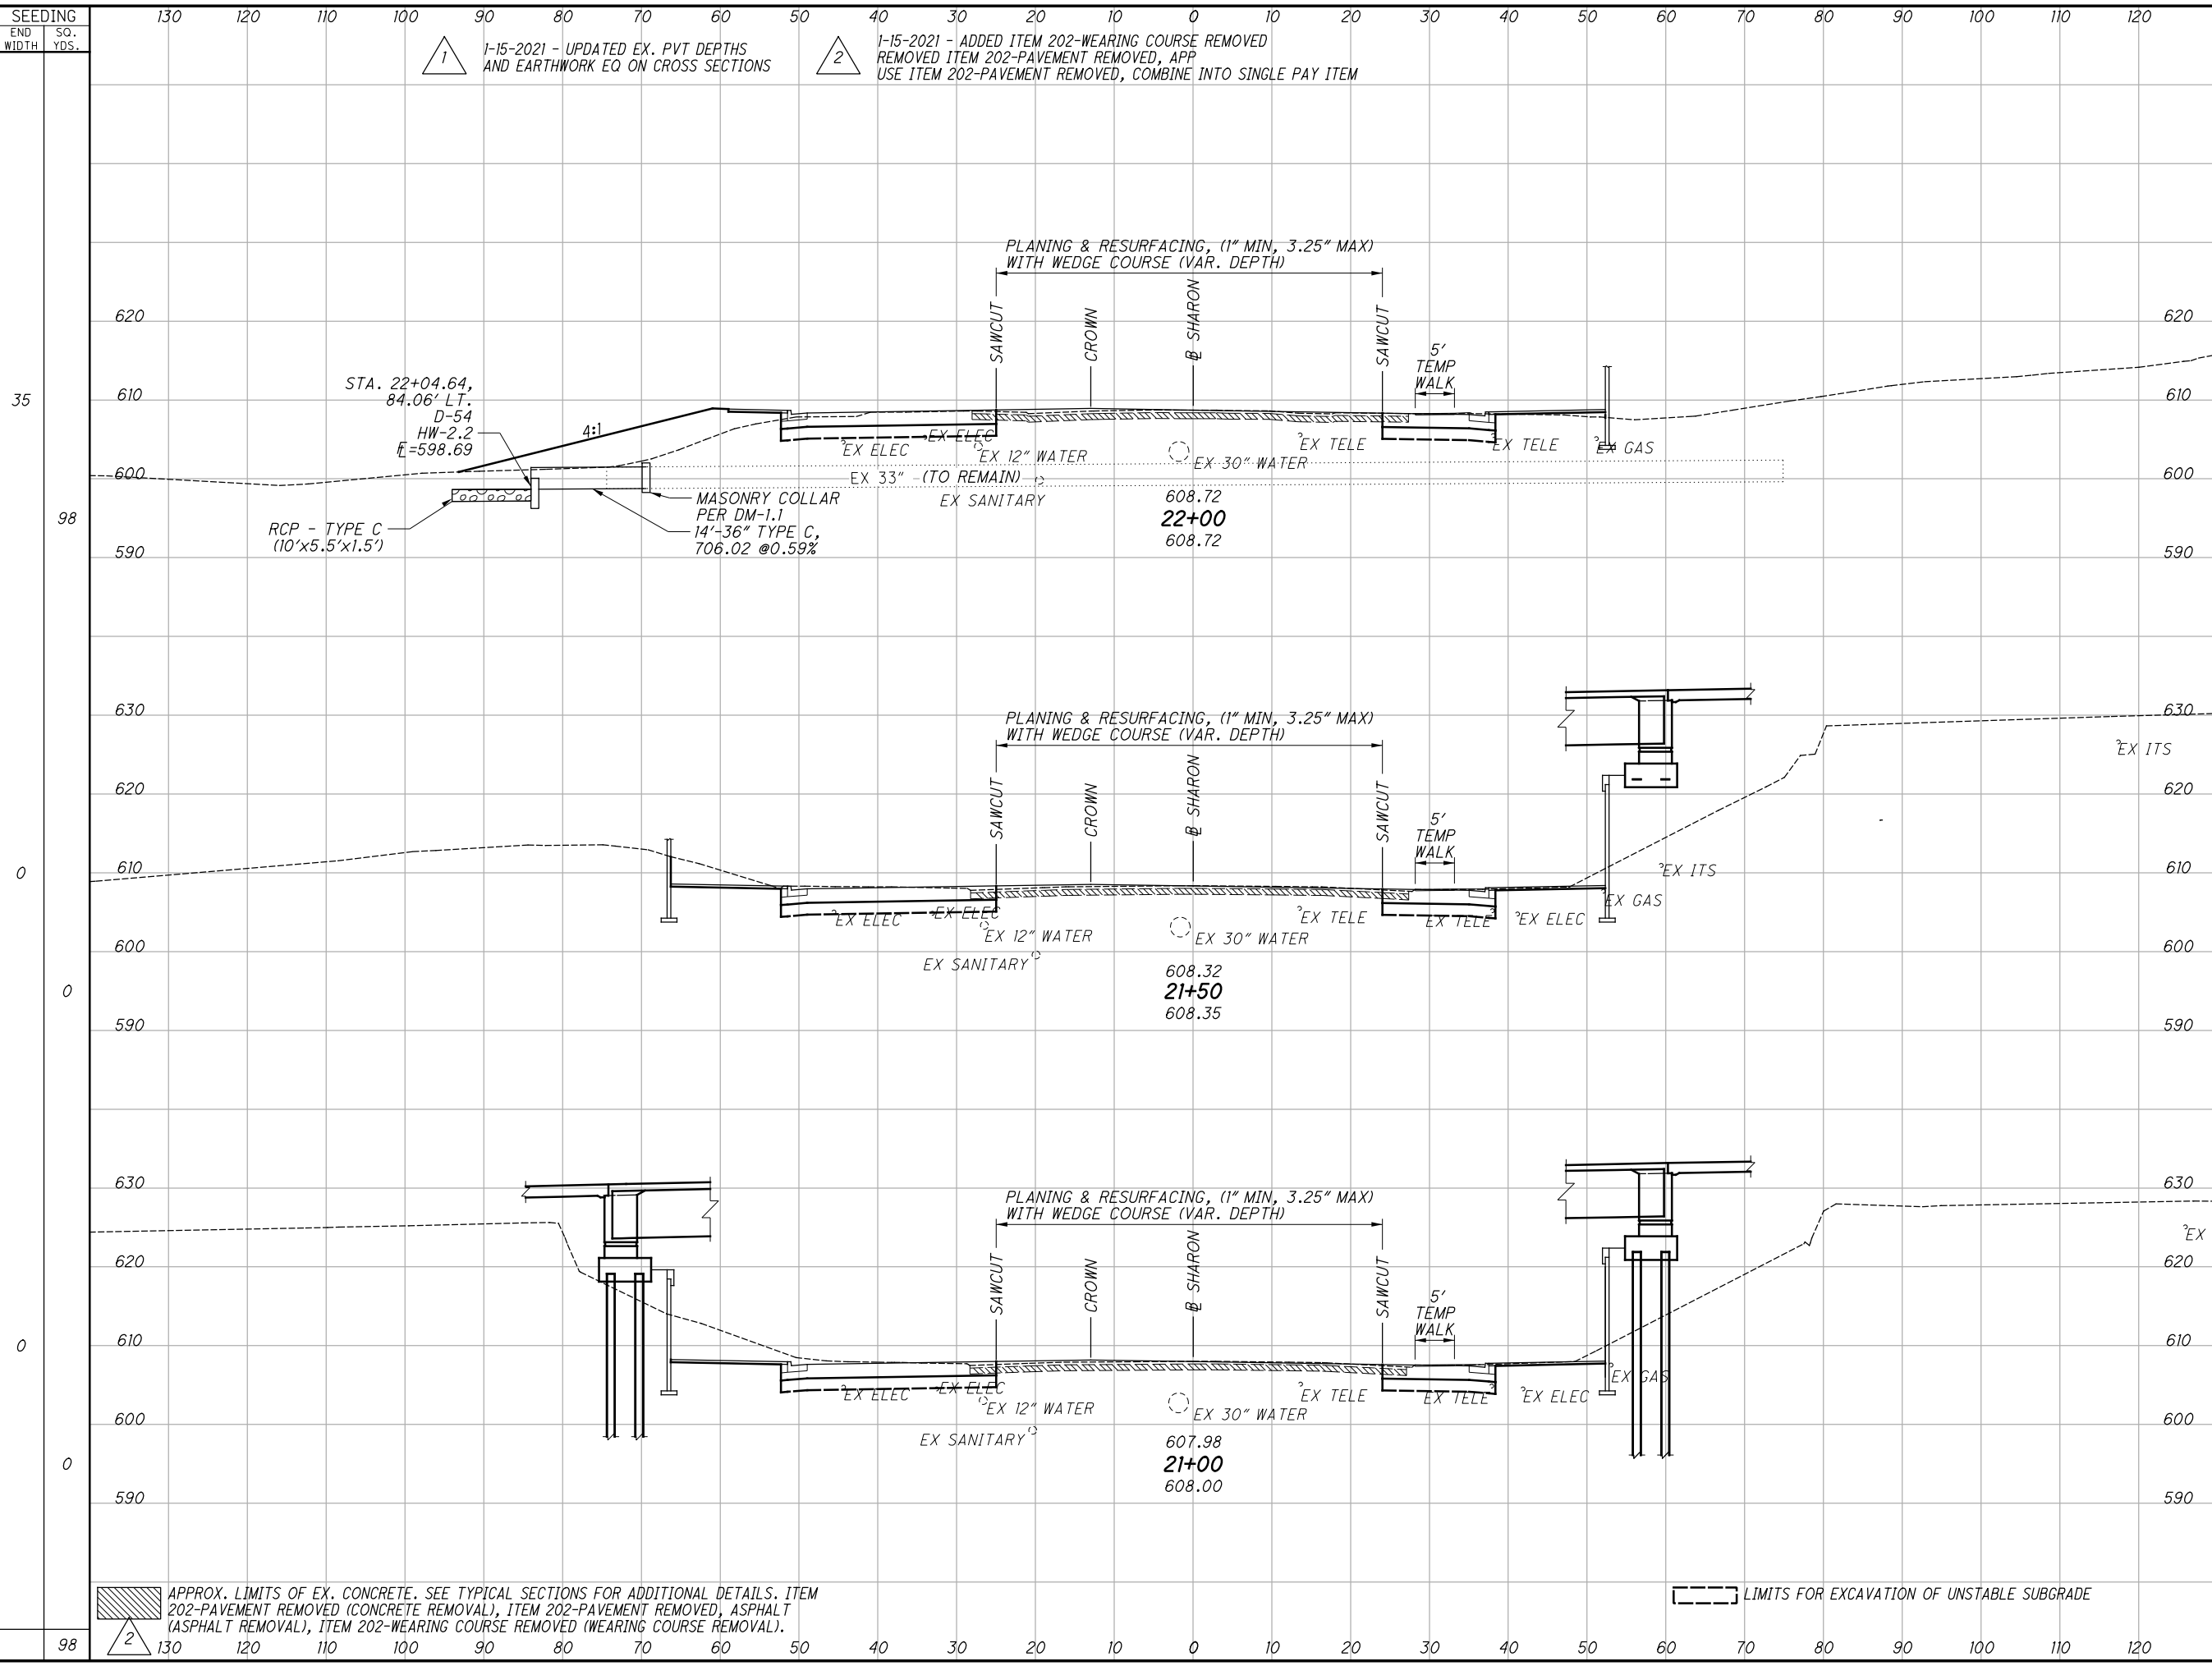 SEEDING
END WIDTH
SQ. YDS.
130 120 110 100 90 80 70 60 50 40 30 20 10 0 10 20 30 40 50 60 70 80 90 100 110 120
1
1-15-2021 - UPDATED EX. PVT DEPTHS
AND EARTHWORK EQ ON CROSS SECTIONS
2
1-15-2021 - ADDED ITEM 202-WEARING COURSE REMOVED
REMOVED ITEM 202-PAVEMENT REMOVED, APP
USE ITEM 202-PAVEMENT REMOVED, COMBINE INTO SINGLE PAY ITEM
PLANING & RESURFACING, (1" MIN, 3.25" MAX)
WITH WEDGE COURSE (VAR. DEPTH)
SAWCUT
CROWN
℄ SHARON
SAWCUT
5'
TEMP
WALK
620
620
STA. 22+04.64,
84.06' LT.
D-54
HW-2.2
=598.69
35
610
610
4:1
EX ELEC
EX ELEC
EX 12" WATER
EX 30" WATER
EX TELE
EX TELE
EX GAS
600
600
EX 33" (TO REMAIN)
EX SANITARY
MASONRY COLLAR
PER DM-1.1
14'-36" TYPE C,
706.02 @0.59%
RCP - TYPE C
(10'x5.5'x1.5')
98
608.72
22+00
608.72
590
590
630
630
PLANING & RESURFACING, (1" MIN, 3.25" MAX)
WITH WEDGE COURSE (VAR. DEPTH)
SAWCUT
CROWN
℄ SHARON
SAWCUT
5'
TEMP
WALK
EX ITS
620
620
0
610
610
EX ITS
EX ELEC
EX ELEC
EX 12" WATER
EX 30" WATER
EX TELE
EX TELE
EX ELEC
EX GAS
600
600
EX SANITARY
608.32
21+50
608.35
0
590
590
630
630
PLANING & RESURFACING, (1" MIN, 3.25" MAX)
WITH WEDGE COURSE (VAR. DEPTH)
SAWCUT
CROWN
℄ SHARON
SAWCUT
5'
TEMP
WALK
EX
620
620
0
610
610
EX ELEC
EX ELEC
EX 12" WATER
EX 30" WATER
EX TELE
EX TELE
EX ELEC
EX GAS
600
600
EX SANITARY
607.98
21+00
608.00
0
590
590
APPROX. LIMITS OF EX. CONCRETE. SEE TYPICAL SECTIONS FOR ADDITIONAL DETAILS. ITEM
202-PAVEMENT REMOVED (CONCRETE REMOVAL), ITEM 202-PAVEMENT REMOVED, ASPHALT
(ASPHALT REMOVAL), ITEM 202-WEARING COURSE REMOVED (WEARING COURSE REMOVAL).
2
LIMITS FOR EXCAVATION OF UNSTABLE SUBGRADE
98
130 120 110 100 90 80 70 60 50 40 30 20 10 0 10 20 30 40 50 60 70 80 90 100 110 120